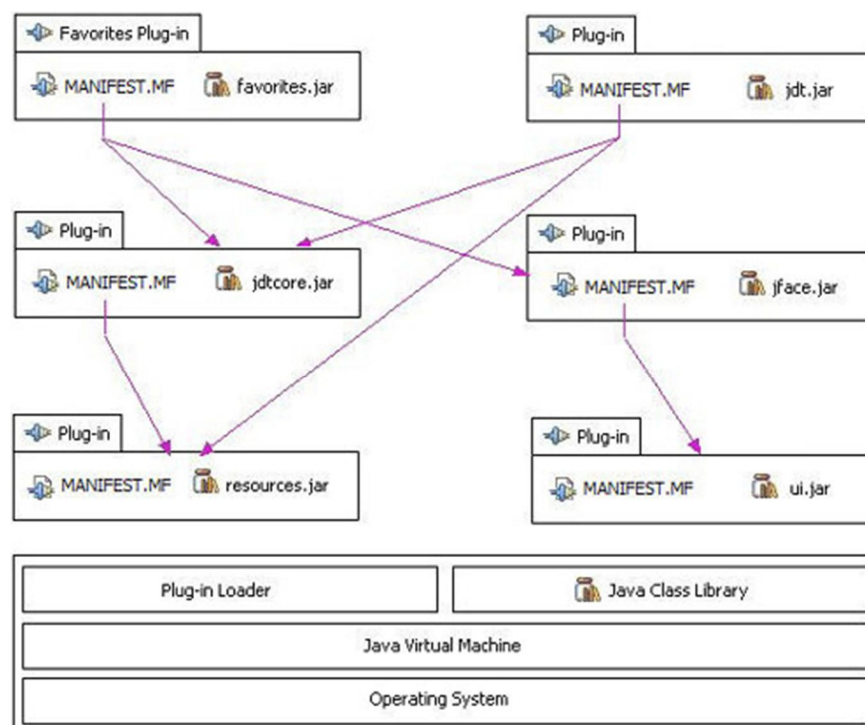 Favorites Plug-in
MANIFEST.MF
favorites.jar
Plug-in
MANIFEST.MF
jdt.jar
Plug-in
MANIFEST.MF
jdtcore.jar
Plug-in
MANIFEST.MF
jface.jar
Plug-in
MANIFEST.MF
resources.jar
Plug-in
MANIFEST.MF
ui.jar
Plug-in Loader
Java Class Library
Java Virtual Machine
Operating System